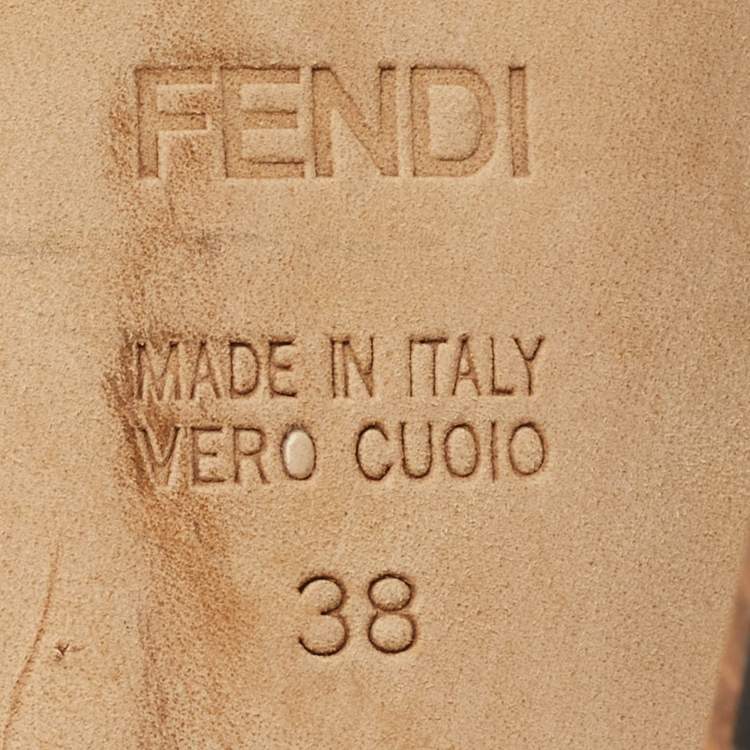 FENDI
MADE IN ITALY
VERO CUOIO
38